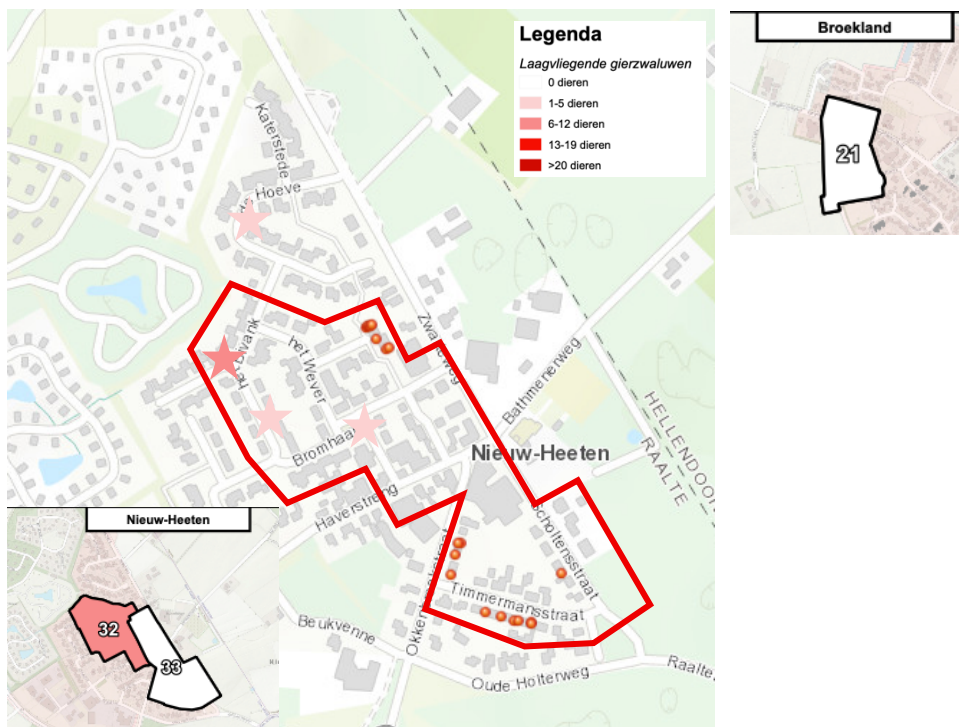 Legenda
Laagvliegende gierzwaluwen
0 dieren
1-5 dieren
6-12 dieren
13-19 dieren
>20 dieren
Broekland
21
Katerstede
de Hoeve
Zwarteweg
het Wever
Bathmenerweg
HELLENDOORN
RAALTE
Bromhaar
Nieuw-Heeten
Haverstreng
Scholtensstraat
Timmermansstraat
Beukvenne
Oude Holterweg
Raalte
Nieuw-Heeten
32
33